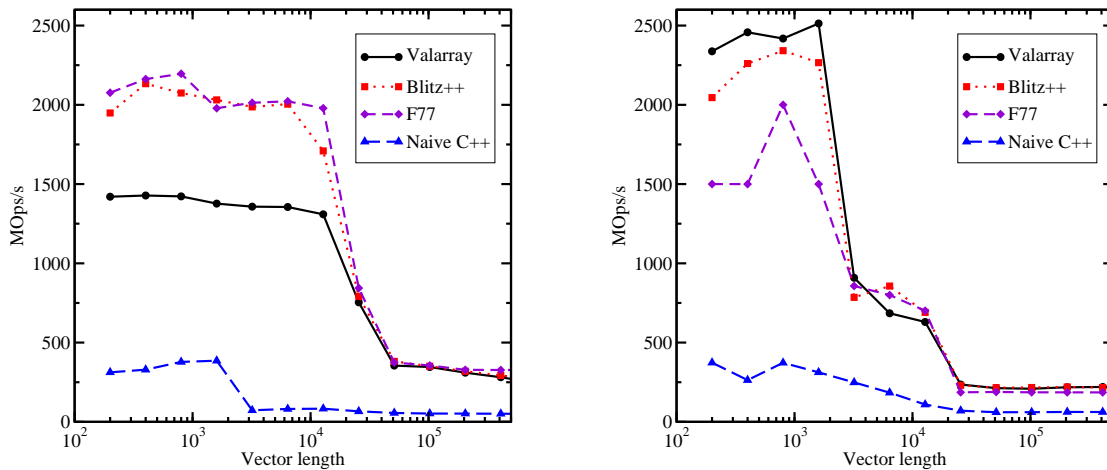 2500
2000
1500
1000
500
0
MOps/s
10^2
10^3
10^4
10^5
Vector length
Valarray
Blitz++
F77
Naive C++
2500
2000
1500
1000
500
0
MOps/s
10^2
10^3
10^4
10^5
Vector length
Valarray
Blitz++
F77
Naive C++